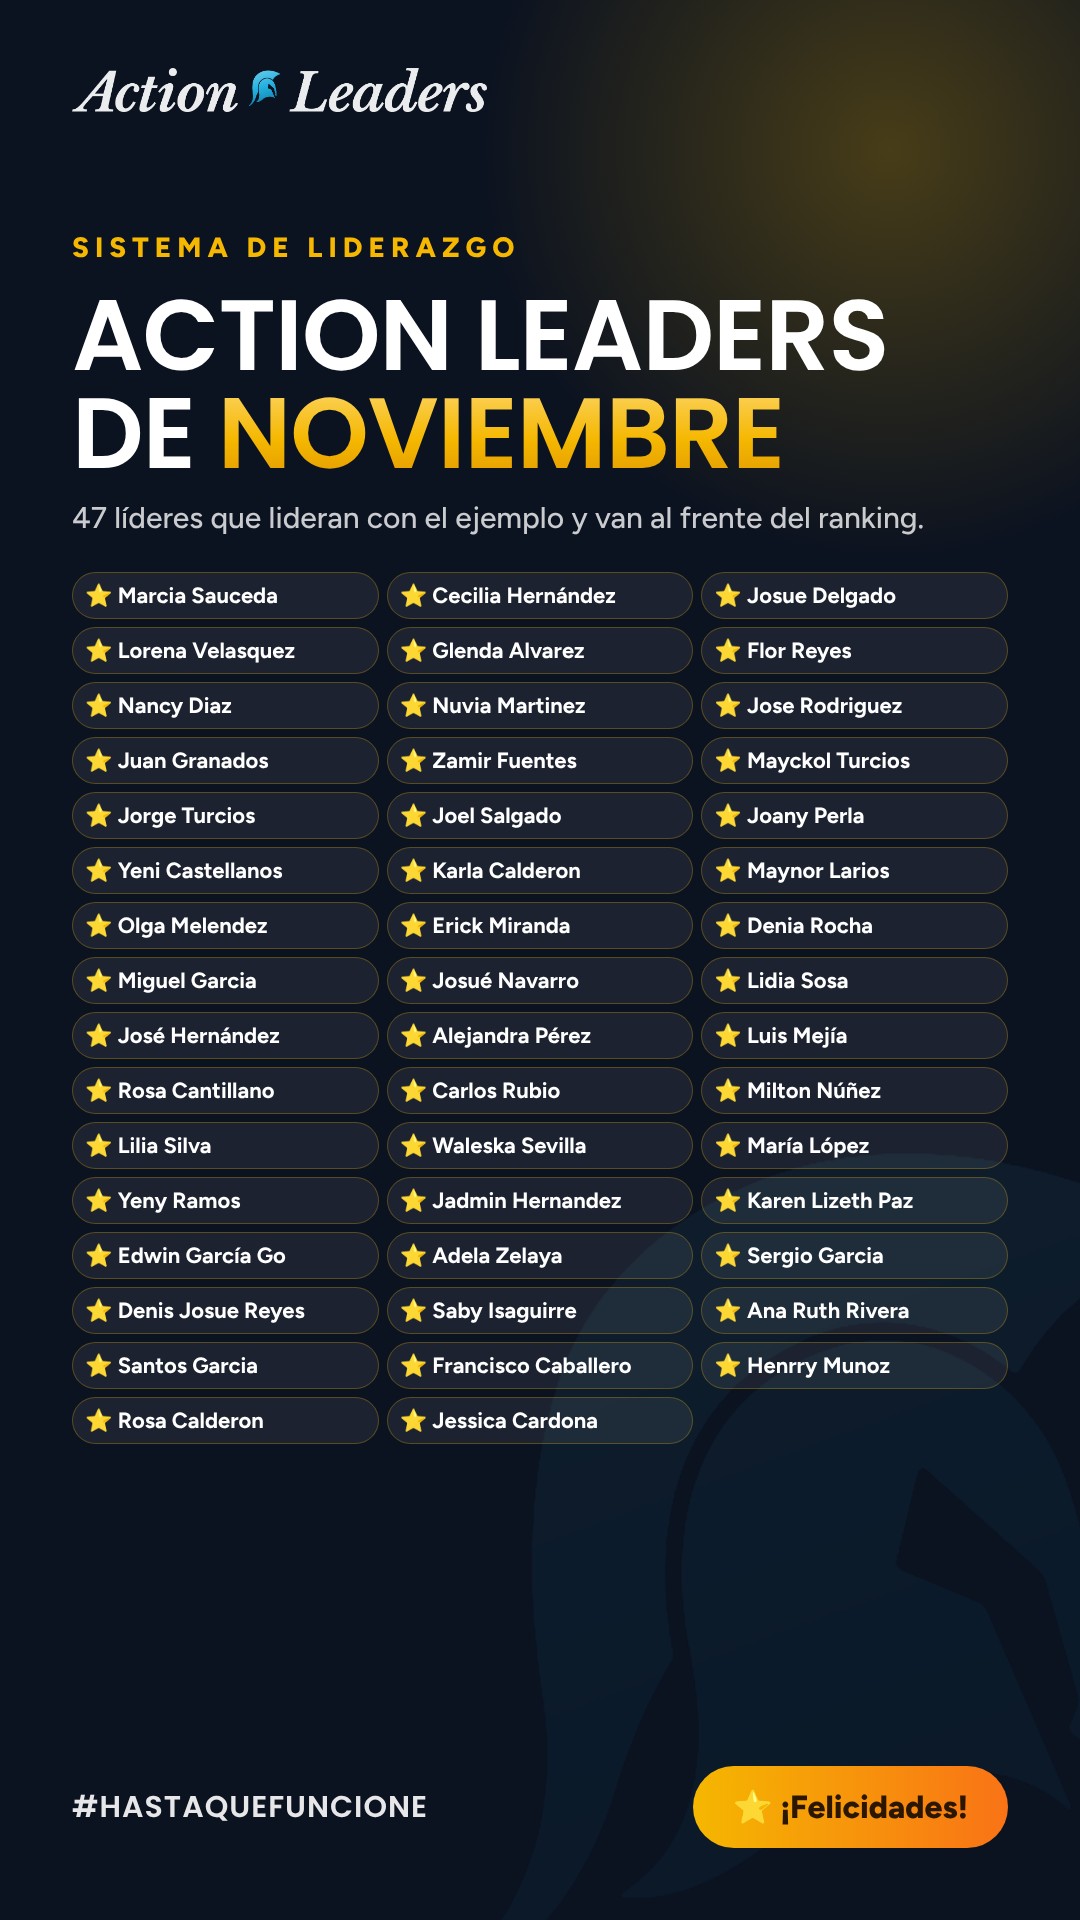 Action Leaders
SISTEMA DE LIDERAZGO
ACTION LEADERS
DE NOVIEMBRE
47 líderes que lideran con el ejemplo y van al frente del ranking.
⭐ Marcia Sauceda ⭐ Cecilia Hernández ⭐ Josue Delgado
⭐ Lorena Velasquez ⭐ Glenda Alvarez ⭐ Flor Reyes
⭐ Nancy Diaz ⭐ Nuvia Martinez ⭐ Jose Rodriguez
⭐ Juan Granados ⭐ Zamir Fuentes ⭐ Mayckol Turcios
⭐ Jorge Turcios ⭐ Joel Salgado ⭐ Joany Perla
⭐ Yeni Castellanos ⭐ Karla Calderon ⭐ Maynor Larios
⭐ Olga Melendez ⭐ Erick Miranda ⭐ Denia Rocha
⭐ Miguel Garcia ⭐ Josué Navarro ⭐ Lidia Sosa
⭐ José Hernández ⭐ Alejandra Pérez ⭐ Luis Mejía
⭐ Rosa Cantillano ⭐ Carlos Rubio ⭐ Milton Núñez
⭐ Lilia Silva ⭐ Waleska Sevilla ⭐ María López
⭐ Yeny Ramos ⭐ Jadmin Hernandez ⭐ Karen Lizeth Paz
⭐ Edwin García Go ⭐ Adela Zelaya ⭐ Sergio Garcia
⭐ Denis Josue Reyes ⭐ Saby Isaguirre ⭐ Ana Ruth Rivera
⭐ Santos Garcia ⭐ Francisco Caballero ⭐ Henrry Munoz
⭐ Rosa Calderon ⭐ Jessica Cardona
#HASTAQUEFUNCIONE
⭐ ¡Felicidades!